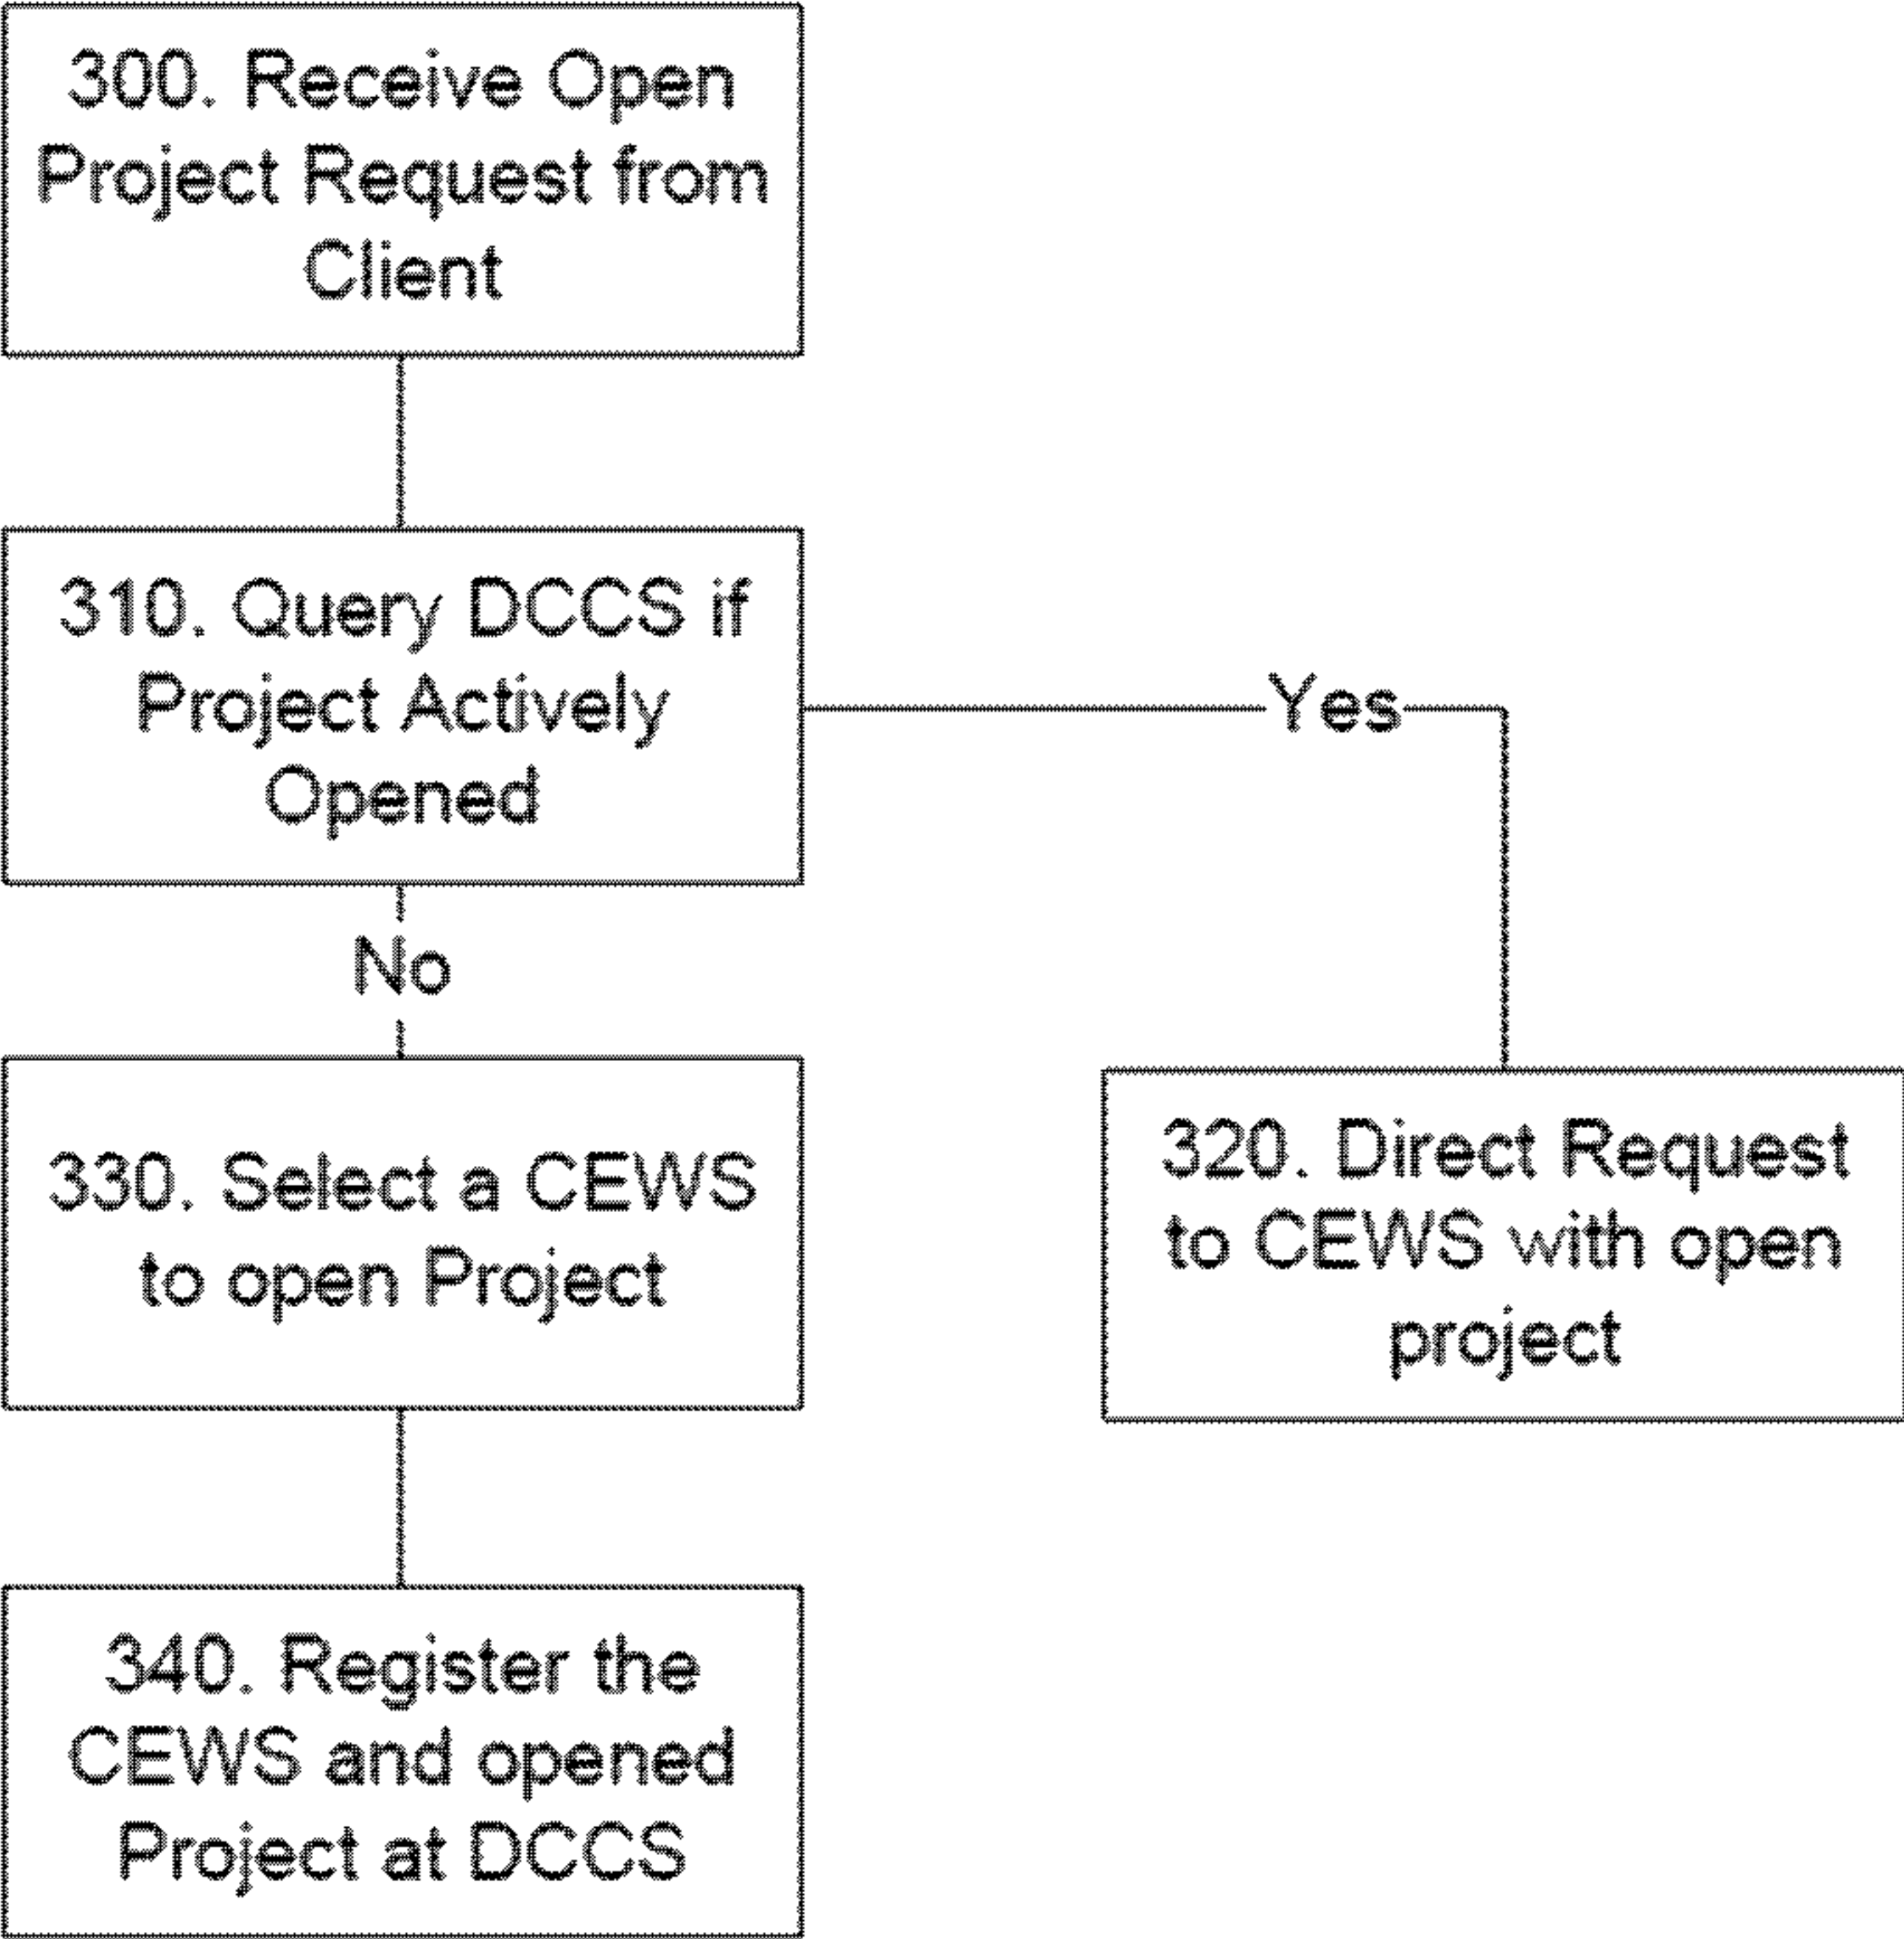 300. Receive Open
Project Request from
Client
310. Query DCCS if
Project Actively
Opened
Yes
No
330. Select a CEWS
to open Project
320. Direct Request
to CEWS with open
project
340. Register the
CEWS and opened
Project at DCCS